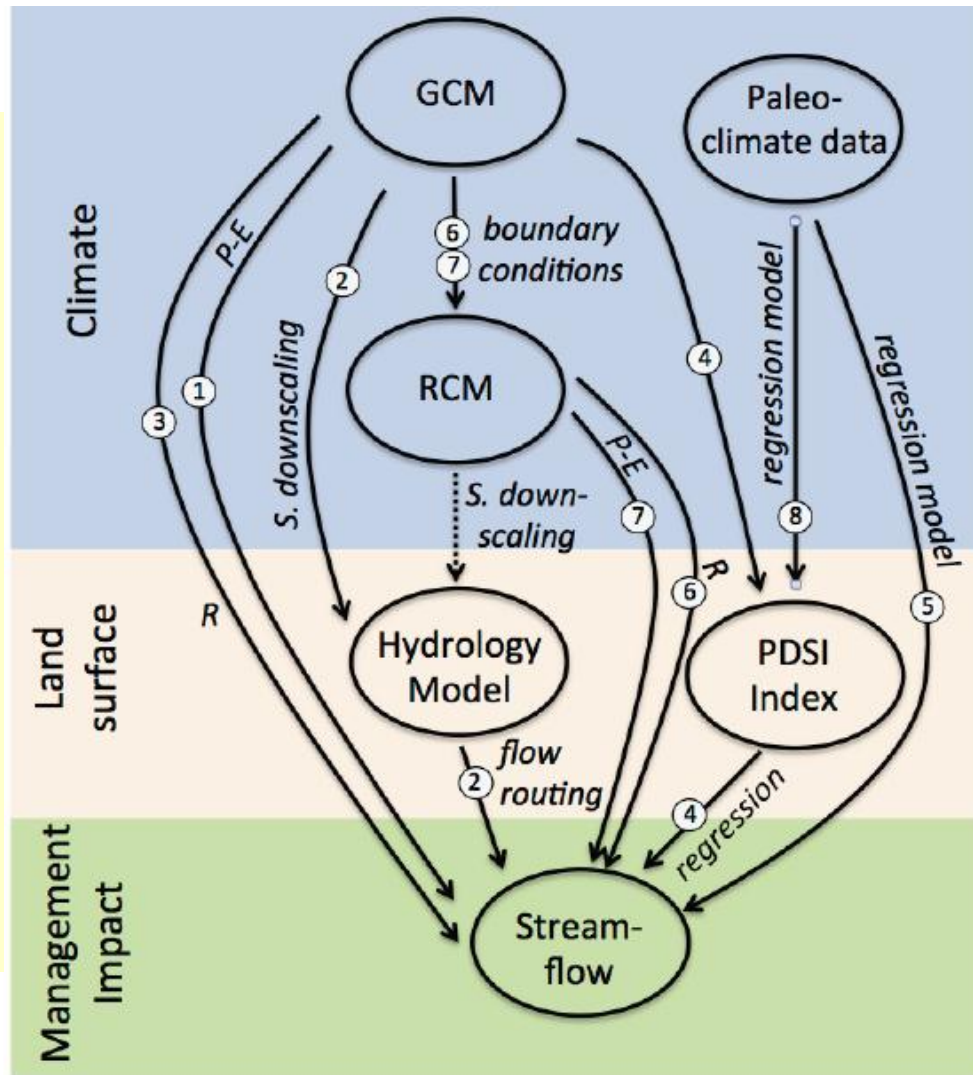 Climate
Land
surface
Management
Impact
GCM
Paleo-
climate data
P-E
2
6
7
boundary
conditions
S. downscaling
1
3
RCM
4
regression model
regression model
S. down-
scaling
P-E
7
R
6
8
5
R
Hydrology
Model
PDSI
Index
2
flow
routing
4
regression
Stream-
flow